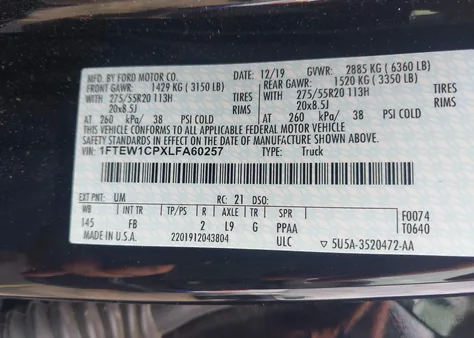 MFD. BY FORD MOTOR CO. DATE: 12/19 GVWR: 2885 KG ( 6360 LB)
FRONT GAWR: 1429 KG ( 3150 LB) REAR GAWR: 1520 KG ( 3350 LB)
WITH 275/55R20 113H TIRES WITH 275/55R20 113H TIRES
20x8.5J RIMS 20x8.5J RIMS
AT 260 kPa/ 38 PSI COLD AT 260 kPa/ 38 PSI COLD
THIS VEHICLE CONFORMS TO ALL APPLICABLE FEDERAL MOTOR VEHICLE
SAFETY STANDARDS IN EFFECT ON THE DATE OF MANUFACTURE SHOWN ABOVE.
VIN: 1FTEW1CPXLFA60257 TYPE: Truck
EXT PNT: UM RC: 21 DSO:
WB INT TR TR R AXLE TR SPR
145 FB 2 L9 G PPAA
F0074
T0640
MADE IN U.S.A. 2201912043804 ULC ▽ 5U5A-3520472-AA